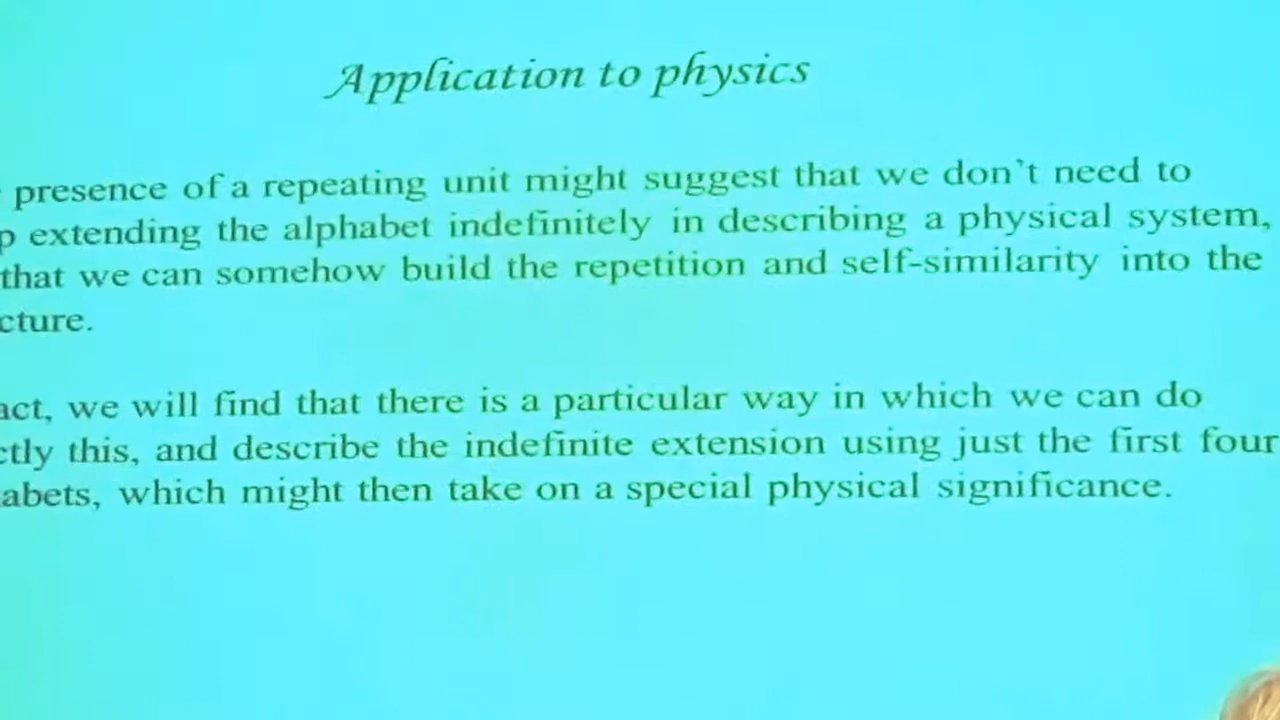 Application to physics
presence of a repeating unit might suggest that we don't need to
extending the alphabet indefinitely in describing a physical system,
that we can somehow build the repetition and self-similarity into the
cture.
act, we will find that there is a particular way in which we can do
ctly this, and describe the indefinite extension using just the first four
abets, which might then take on a special physical significance.